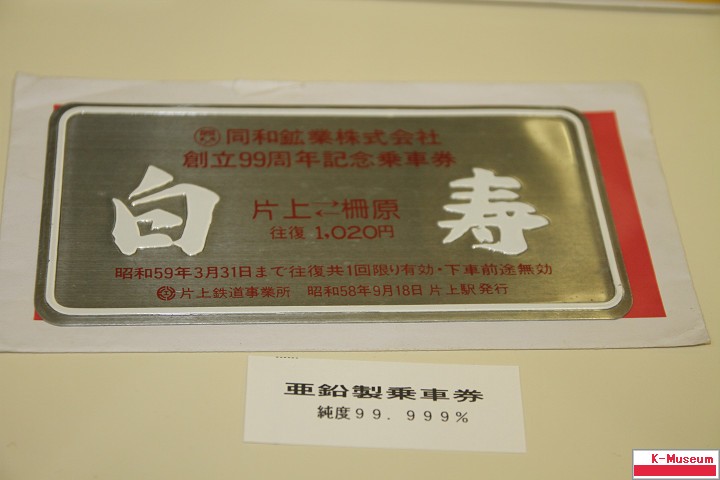 同和鉱業株式会社
創立99周年記念乗車券
白寿
片上⇄柵原
往復 1,020円
昭和59年3月31日まで往復共1回限り有効・下車前途無効
片上鉄道事業所 昭和58年9月18日 片上駅発行
亜鉛製乗車券
純度99.999%
K-Museum